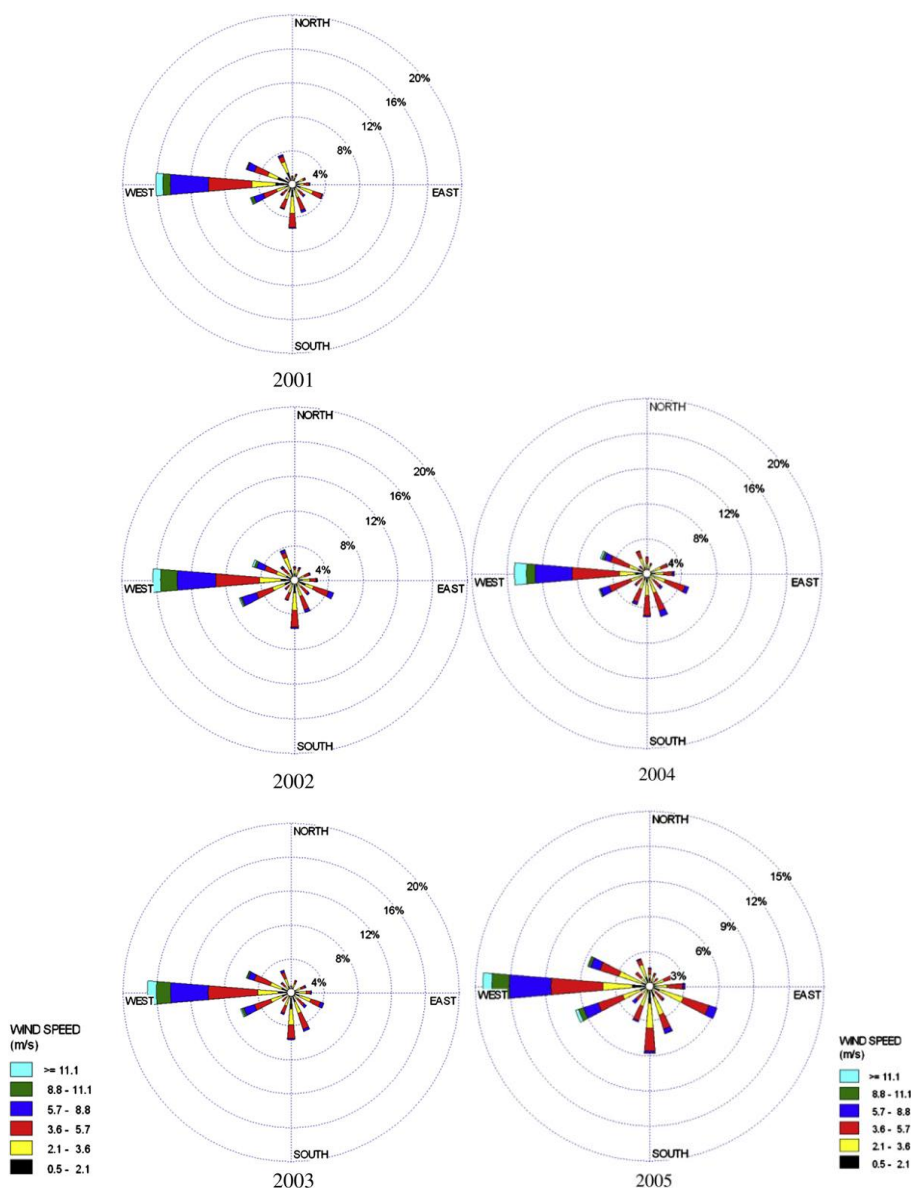 NORTH
20%
16%
12%
8%
4%
WEST
EAST
SOUTH
2001
NORTH
20%
16%
12%
8%
4%
WEST
EAST
SOUTH
2002
NORTH
20%
16%
12%
8%
4%
WEST
EAST
SOUTH
2004
NORTH
20%
16%
12%
8%
4%
WEST
EAST
SOUTH
2003
NORTH
15%
12%
9%
6%
3%
WEST
EAST
SOUTH
2005
WIND SPEED
(m/s)
>= 11.1
8.8 - 11.1
5.7 - 8.8
3.6 - 5.7
2.1 - 3.6
0.5 - 2.1
WIND SPEED
(m/s)
>= 11.1
8.8 - 11.1
5.7 - 8.8
3.6 - 5.7
2.1 - 3.6
0.5 - 2.1